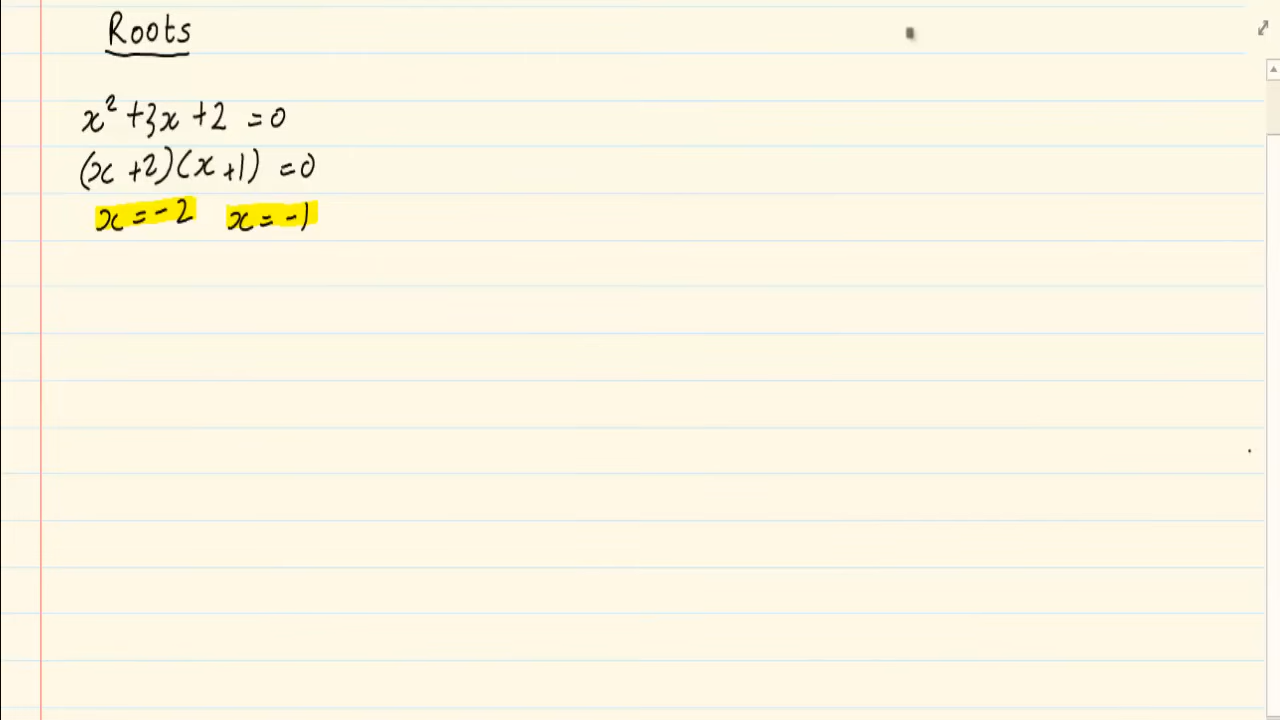 Roots
x² +3x +2 =0
(x +2)(x +1) =0
x = -2 x = -1